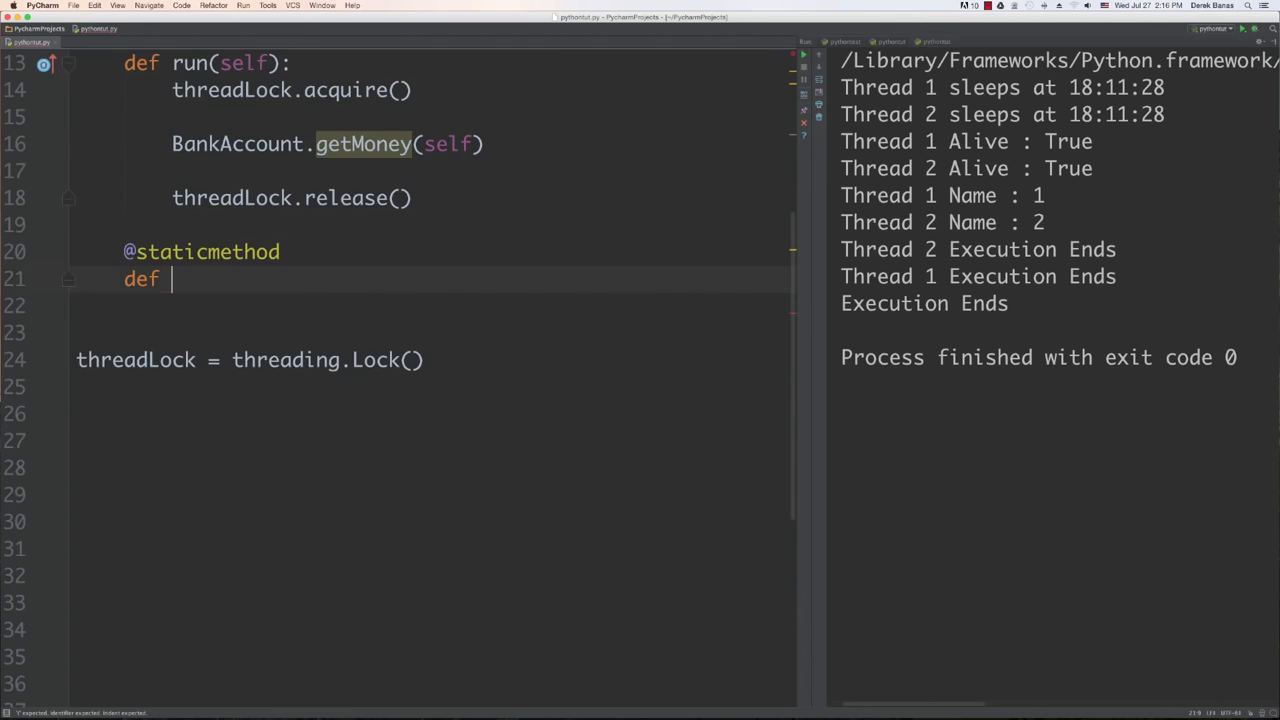 PyCharm File Edit View Navigate Code Refactor Run Tools VCS Window Help
10 Wed Jul 27 2:16 PM Derek Banas
pythontut.py - PycharmProjects - [~/PycharmProjects]
PycharmProjects pythontut.py
pythontut
pythontut.py
Run: pythontest pythontut pythontut
13 def run(self):
14 threadLock.acquire()
15
16 BankAccount.getMoney(self)
17
18 threadLock.release()
19
20 @staticmethod
21 def
22
23
24 threadLock = threading.Lock()
25
26
27
28
29
30
31
32
33
34
35
36
/Library/Frameworks/Python.framework/
Thread 1 sleeps at 18:11:28
Thread 2 sleeps at 18:11:28
Thread 1 Alive : True
Thread 2 Alive : True
Thread 1 Name : 1
Thread 2 Name : 2
Thread 2 Execution Ends
Thread 1 Execution Ends
Execution Ends
Process finished with exit code 0
'(' expected. Identifier expected. Indent expected.
21:9 LF÷ UTF-8÷